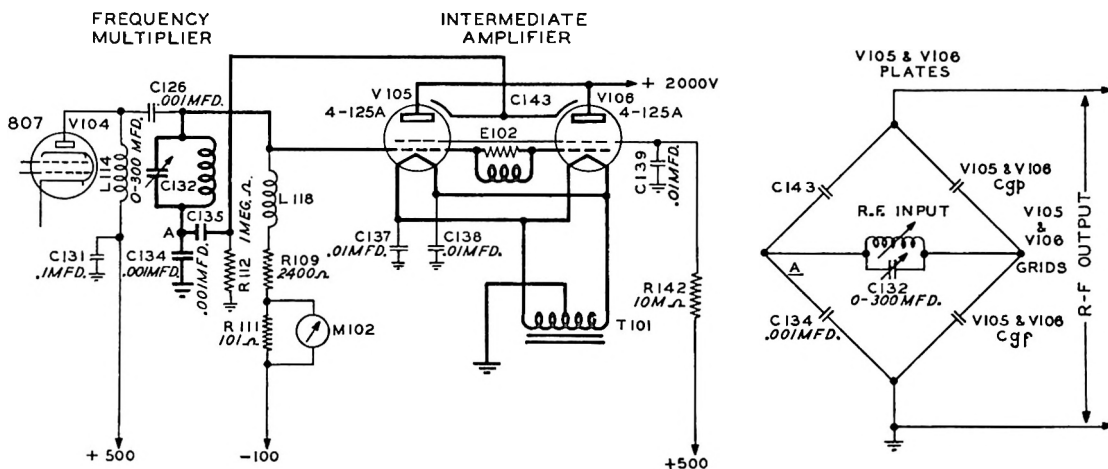 FREQUENCY
MULTIPLIER
INTERMEDIATE
AMPLIFIER
807
V104
C126
.001MFD.
L114
0-300 MFD.
C132
C135
A
C131
.1MFD.
C134
.001MFD.
.001MFD.
R112
1MEG.Ω
L118
R109
2400Ω
R111
101Ω
M102
+500
-100
V105
4-125A
C143
V106
4-125A
+ 2000V
E102
C139
.01MFD.
C137
.01MFD.
C138
.01MFD.
R142
10MΩ
T101
+500
V105 & V106
PLATES
C143
V105 & V106
Cgp
R.F. INPUT
V105
&
V106
GRIDS
A
C132
0-300MFD.
C134
.001MFD.
V105 & V106
Cgf
R-F OUTPUT